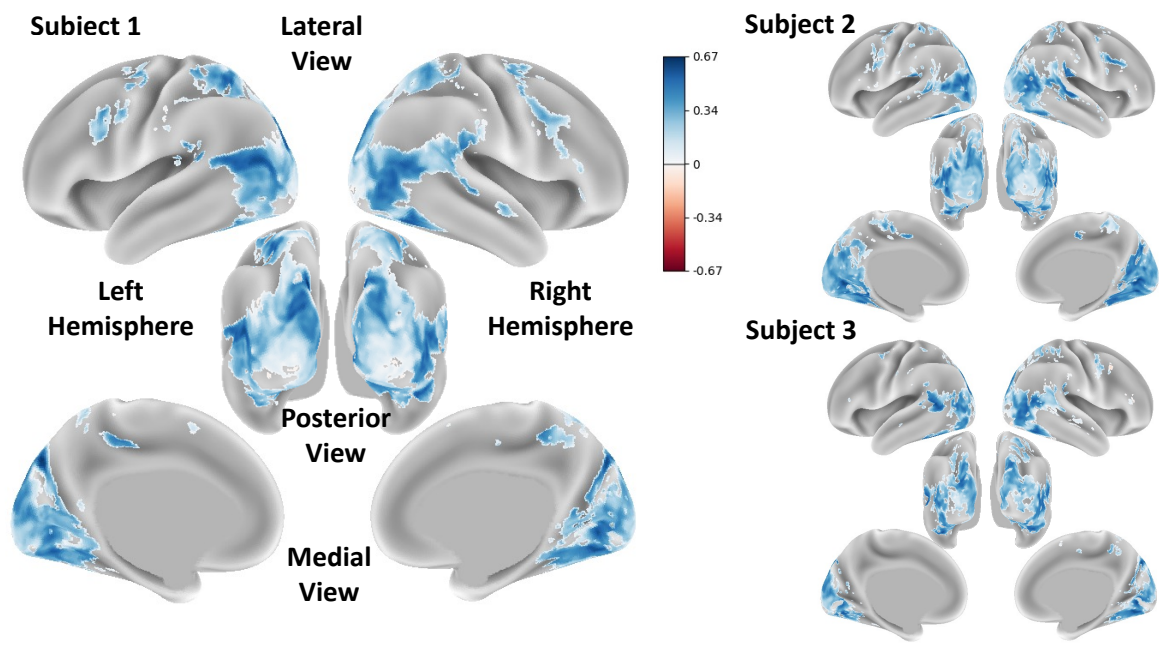 Subiect 1
Lateral
View
Subject 2
0.67
0.34
0
-0.34
-0.67
Left
Hemisphere
Right
Hemisphere
Subject 3
Posterior
View
Medial
View